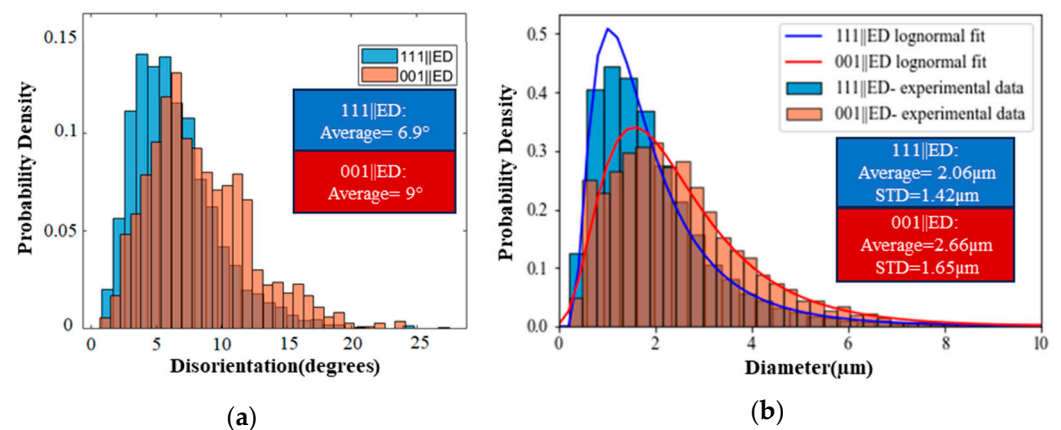 0.15
0.1
0.05
0
Probability Density
111||ED
001||ED
111||ED:
Average= 6.9°
001||ED:
Average= 9°
0 5 10 15 20 25
Disorientation(degrees)
(a)
0.5
0.4
0.3
0.2
0.1
0.0
Probability Density
111||ED lognormal fit
001||ED lognormal fit
111||ED- experimental data
001||ED- experimental data
111||ED:
Average= 2.06μm
STD=1.42μm
001||ED:
Average=2.66μm
STD=1.65μm
0 2 4 6 8 10
Diameter(μm)
(b)